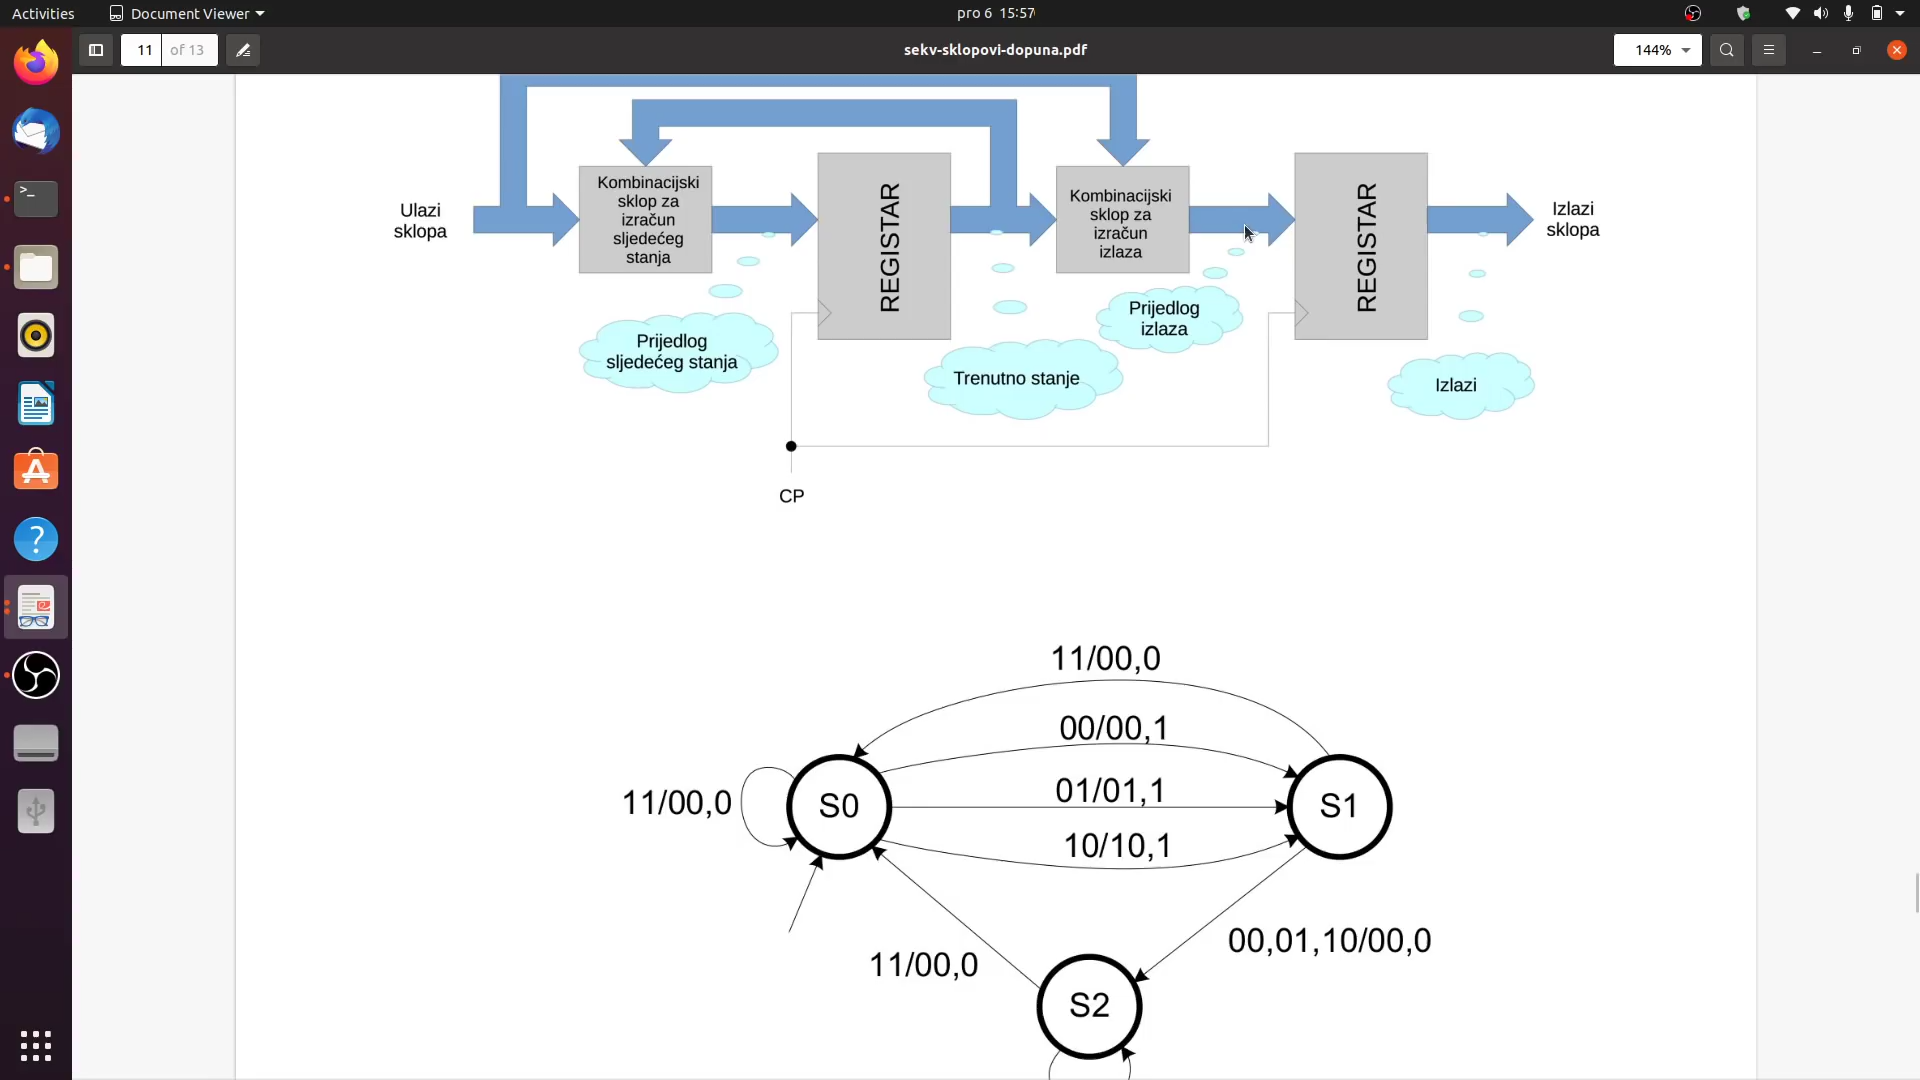 Activities
Document Viewer
pro 6 15:57
11
of 13
sekv-sklopovi-dopuna.pdf
144%
Ulazi
sklopa
Kombinacijski
sklop za
izračun
sljedećeg
stanja
REGISTAR
Kombinacijski
sklop za
izračun
izlaza
REGISTAR
Izlazi
sklopa
Prijedlog
sljedećeg stanja
Trenutno stanje
Prijedlog
izlaza
Izlazi
CP
11/00,0
00/00,1
01/01,1
10/10,1
11/00,0
S0
S1
00,01,10/00,0
11/00,0
S2